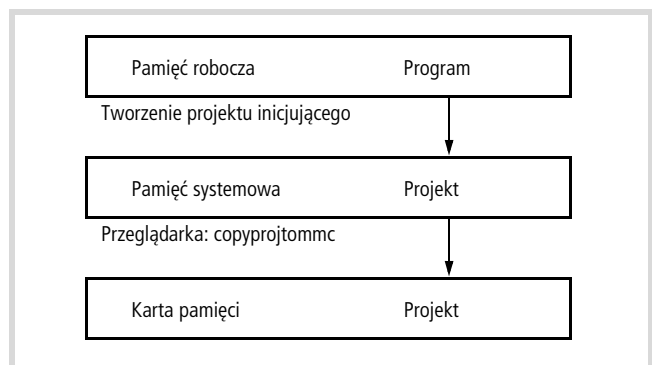 Pamięć robocza Program
Tworzenie projektu inicjującego
Pamięć systemowa Projekt
Przeglądarka: copyprojtommc
Karta pamięci Projekt